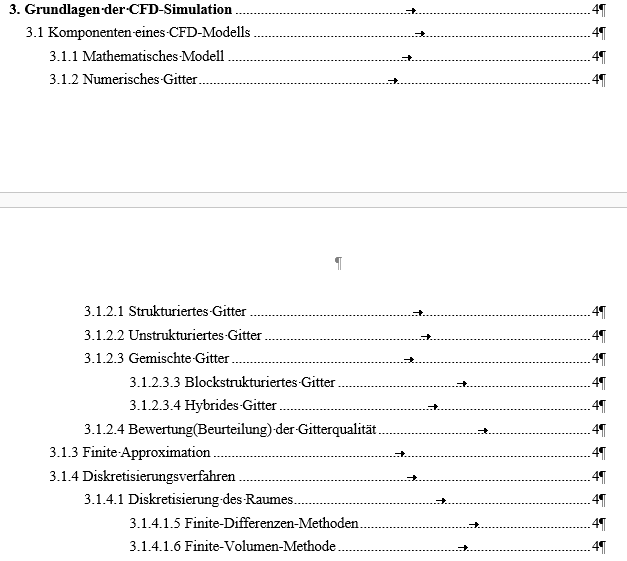 3. Grundlagen der CFD-Simulation 4
3.1 Komponenten eines CFD-Modells 4
3.1.1 Mathematisches Modell 4
3.1.2 Numerisches Gitter 4
3.1.2.1 Strukturiertes Gitter 4
3.1.2.2 Unstrukturiertes Gitter 4
3.1.2.3 Gemischte Gitter 4
3.1.2.3.3 Blockstrukturiertes Gitter 4
3.1.2.3.4 Hybrides Gitter 4
3.1.2.4 Bewertung(Beurteilung) der Gitterqualität 4
3.1.3 Finite Approximation 4
3.1.4 Diskretisierungsverfahren 4
3.1.4.1 Diskretisierung des Raumes 4
3.1.4.1.5 Finite-Differenzen-Methoden 4
3.1.4.1.6 Finite-Volumen-Methode 4